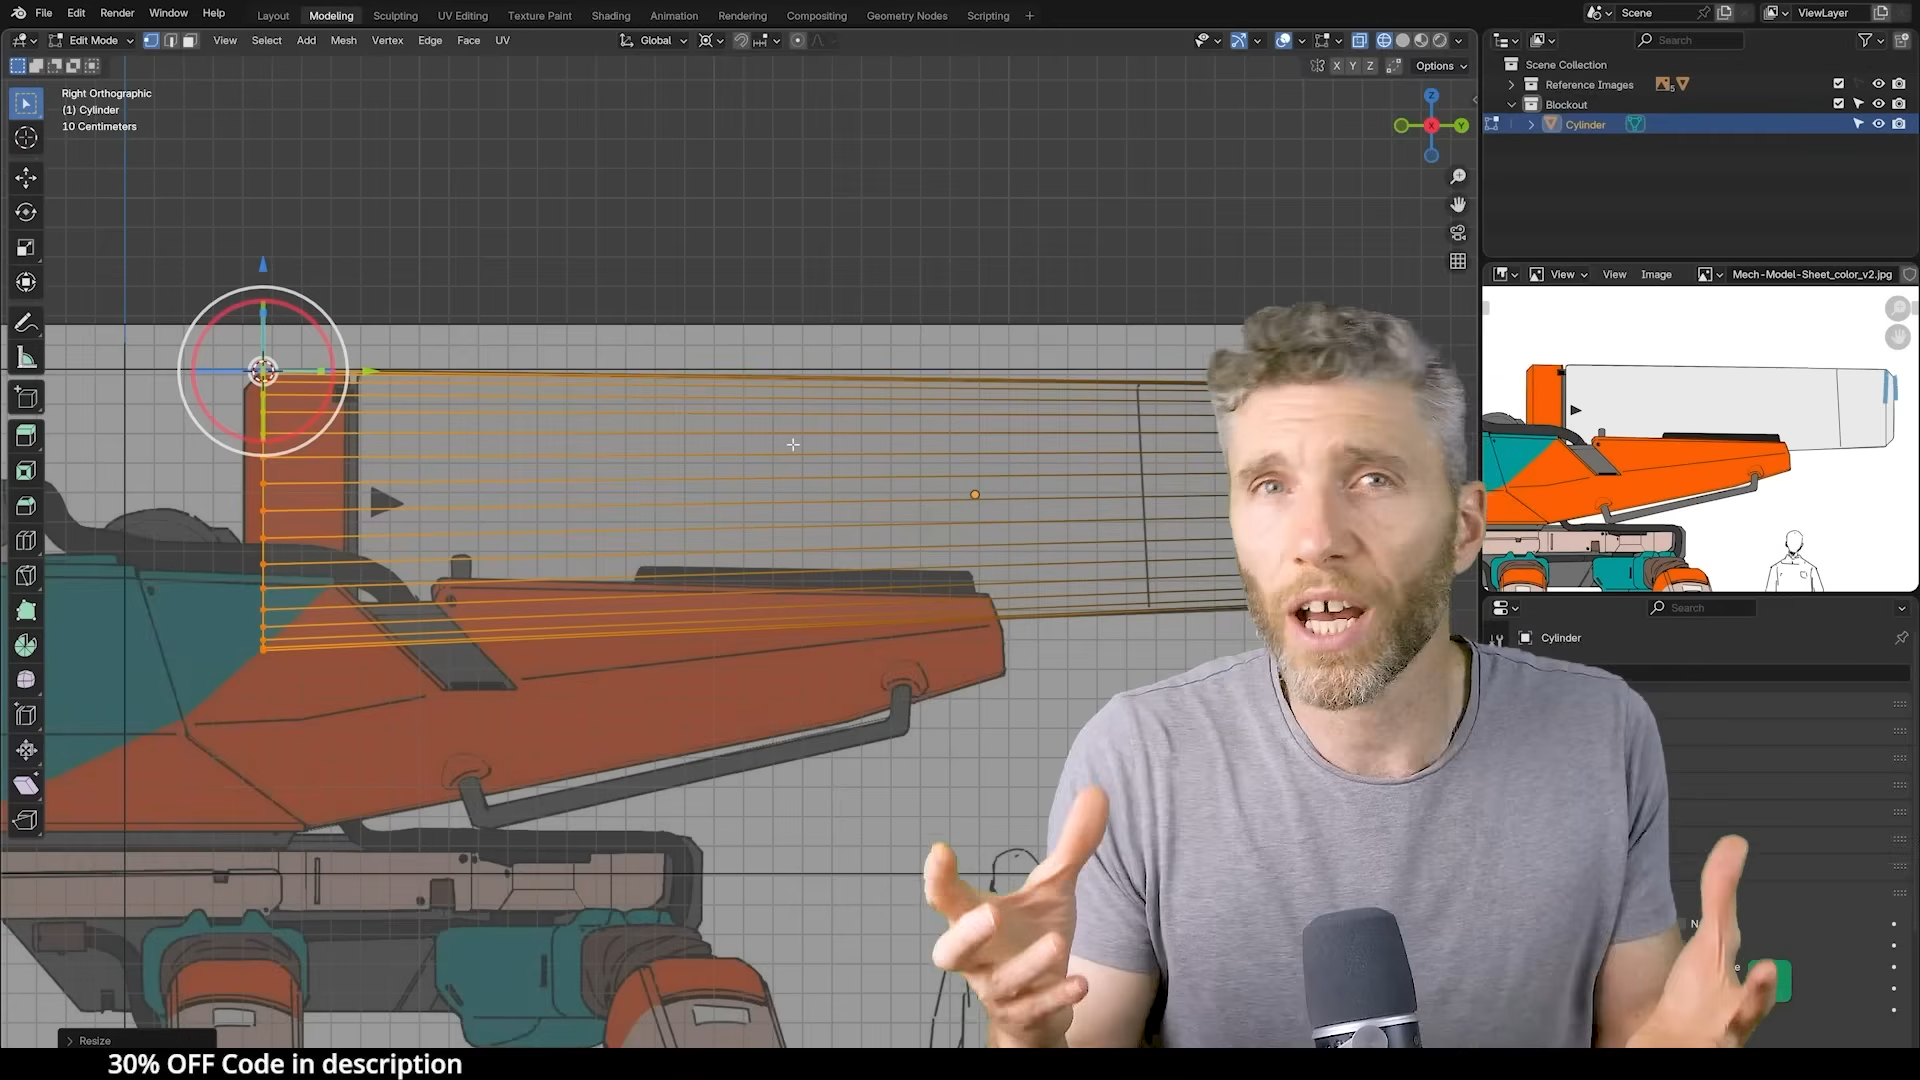 File Edit Render Window Help
Layout Modeling Sculpting UV Editing Texture Paint Shading Animation Rendering Compositing Geometry Nodes Scripting +
Scene
ViewLayer
Edit Mode
View Select Add Mesh Vertex Edge Face UV
Global
Search
X Y Z
Options
Right Orthographic
(1) Cylinder
10 Centimeters
Z
X
Y
Scene Collection
Reference Images
5
Blockout
Cylinder
View View Image
Mech-Model-Sheet_color_v2.jpg
Search
Cylinder
N
e
Resize
30% OFF Code in description